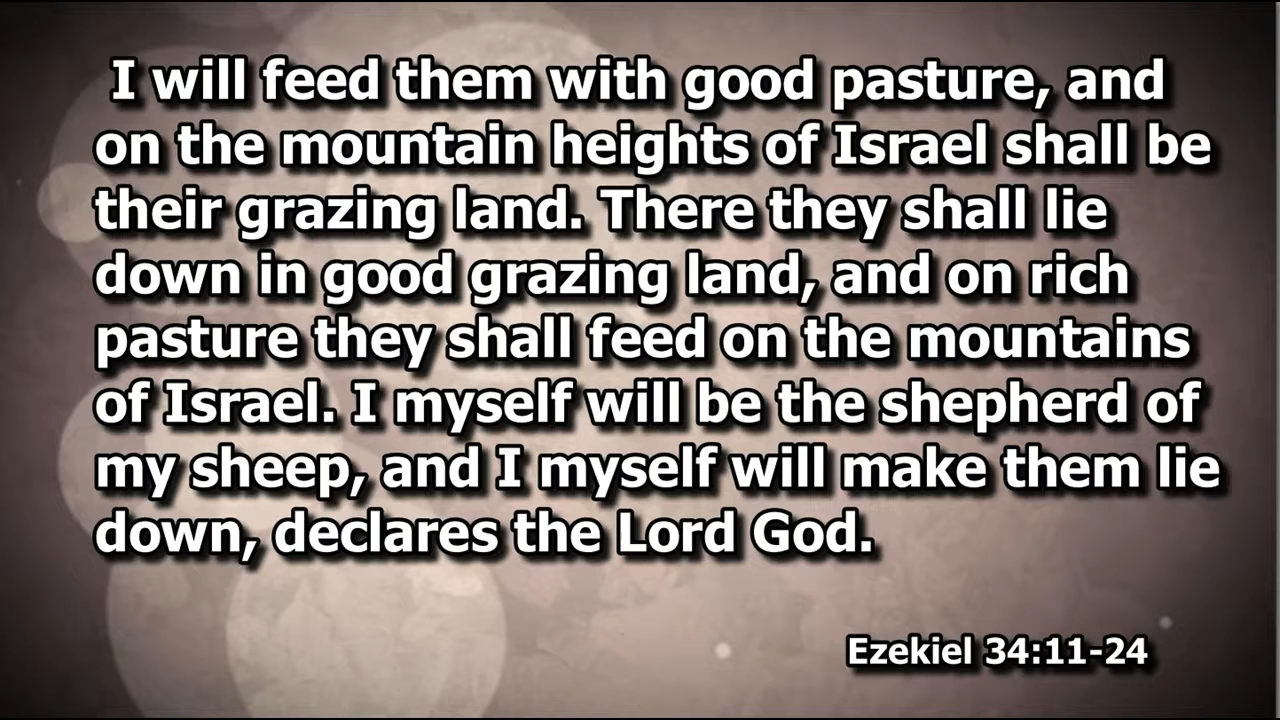 I will feed them with good pasture, and
on the mountain heights of Israel shall be
their grazing land. There they shall lie
down in good grazing land, and on rich
pasture they shall feed on the mountains
of Israel. I myself will be the shepherd of
my sheep, and I myself will make them lie
down, declares the Lord God.
Ezekiel 34:11-24